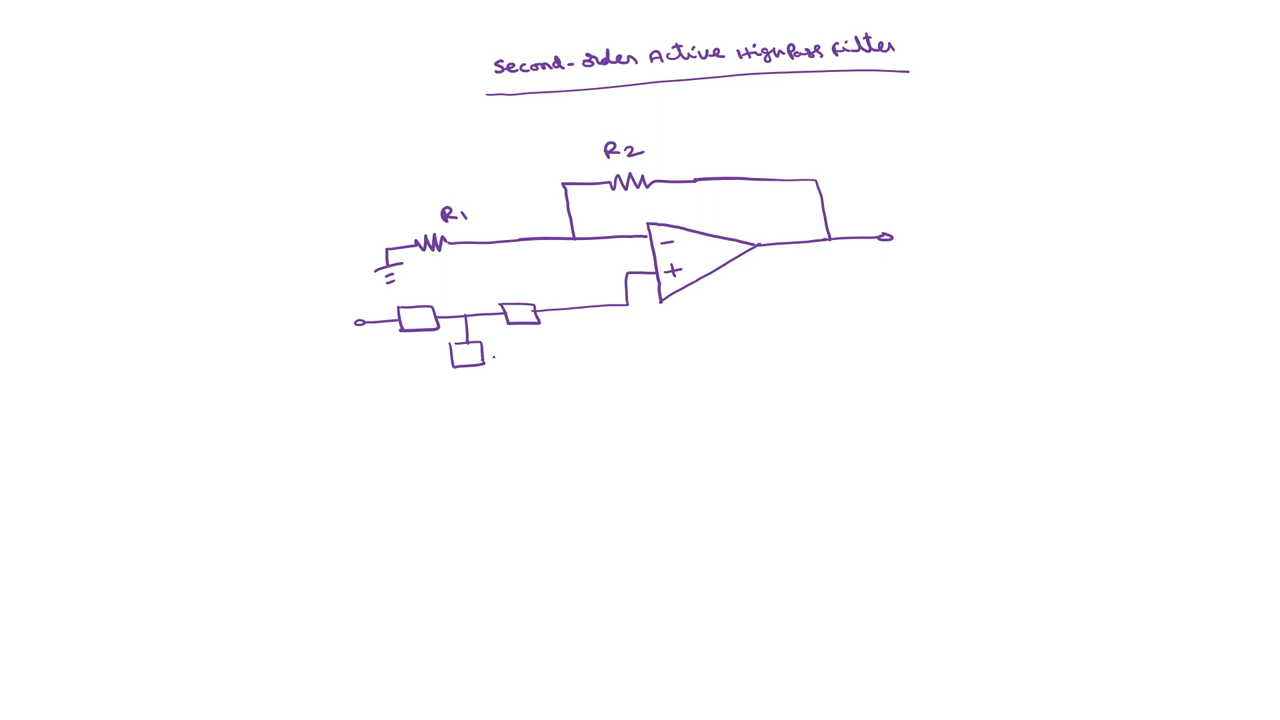 Second-order Active HighPass Filter
R2
R1
-
+